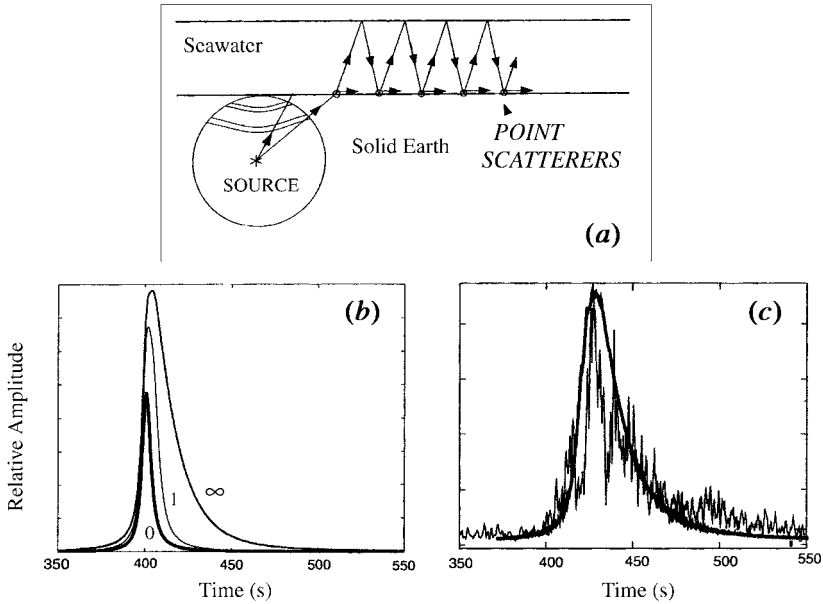 Seawater
Solid Earth
POINT
SCATTERERS
SOURCE
(a)
Relative Amplitude
(b)
1
∞
0
350 400 450 500 550
Time (s)
(c)
350 400 450 500 550
Time (s)